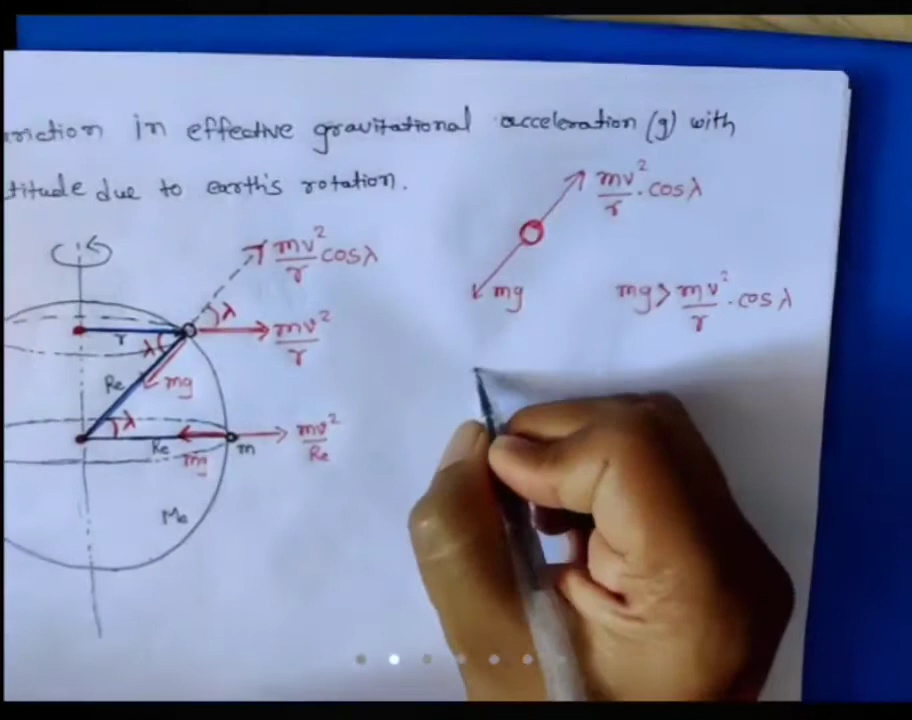 in effective gravitational acceleration (g) with
due to earth's rotation.
mv²/r · cosλ
mg
mg > mv²/r · cosλ
mv²/r cosλ
λ
mv²/r
r
λ
Re
mg
λ
mv²/Re
Re
m
mg
Me